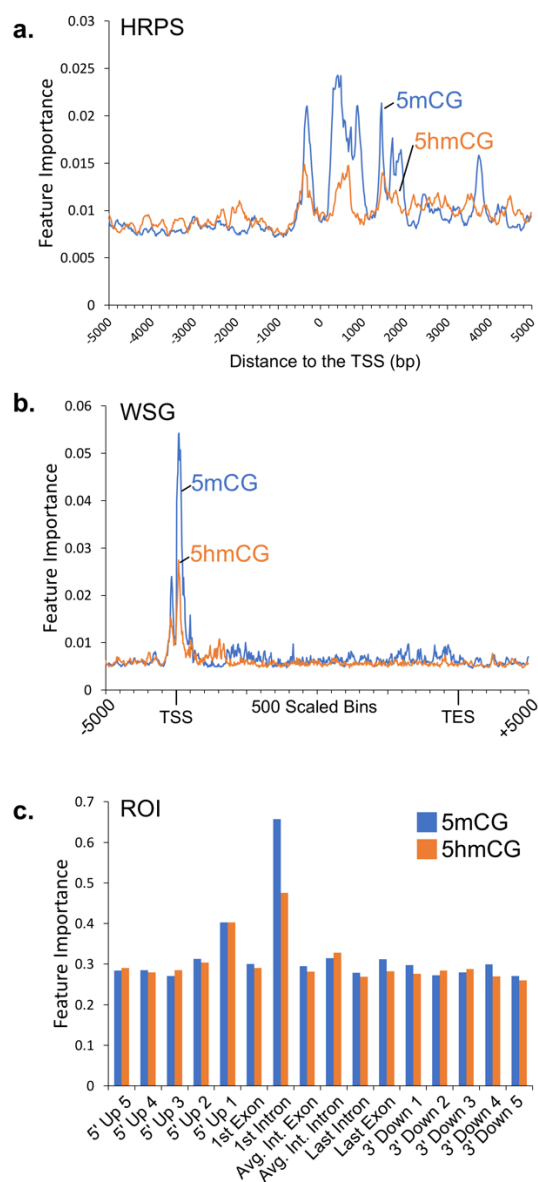 a. HRPS
0.03
0.025
0.02
0.015
0.01
0.005
0
Feature Importance
5mCG
5hmCG
-5000 -4000 -3000 -2000 -1000 0 1000 2000 3000 4000 5000
Distance to the TSS (bp)
b. WSG
0.06
0.05
0.04
0.03
0.02
0.01
0
Feature Importance
5mCG
5hmCG
-5000 TSS 500 Scaled Bins TES +5000
c. ROI
0.7
0.6
0.5
0.4
0.3
0.2
0.1
0
Feature Importance
5mCG
5hmCG
5' Up 5
5' Up 4
5' Up 3
5' Up 2
5' Up 1
1st Exon
1st Intron
Avg. Int. Exon
Avg. Int. Intron
Last Intron
Last Exon
3' Down 1
3' Down 2
3' Down 3
3' Down 4
3' Down 5